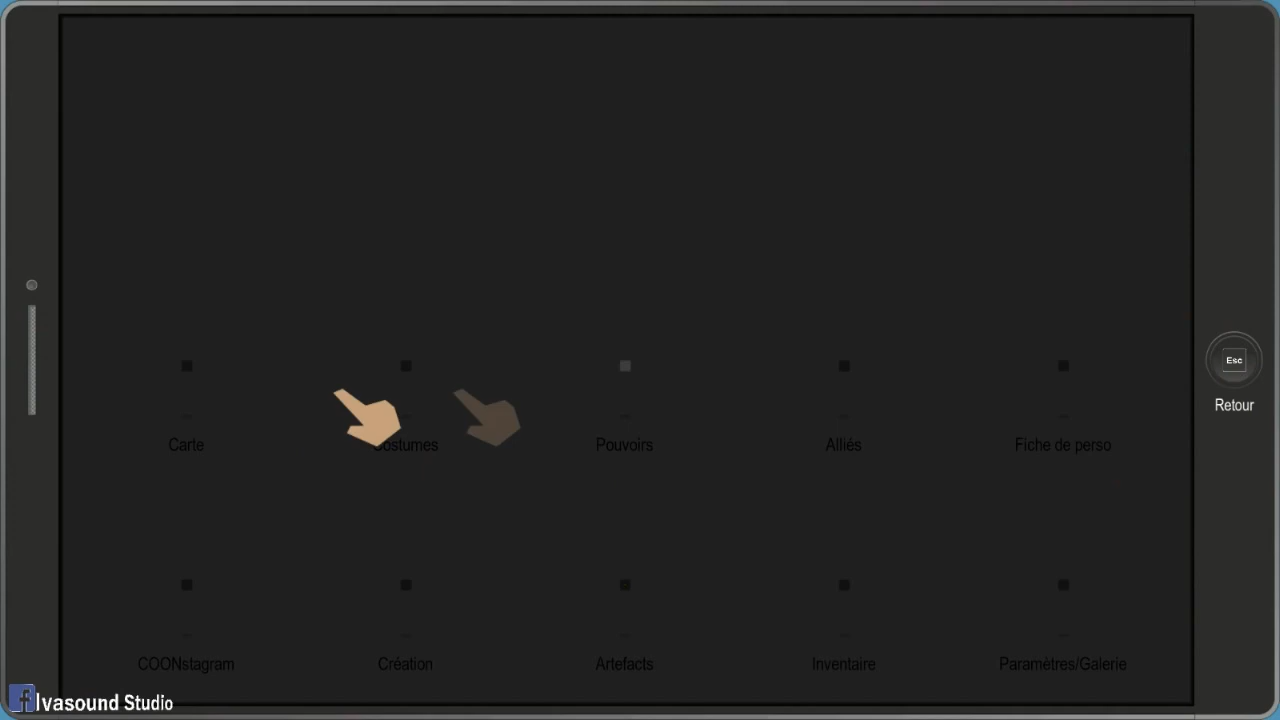 Esc
Retour
Carte Costumes Pouvoirs Alliés Fiche de perso
COONstagram Création Artefacts Inventaire Paramètres/Galerie
f Ivasound Studio